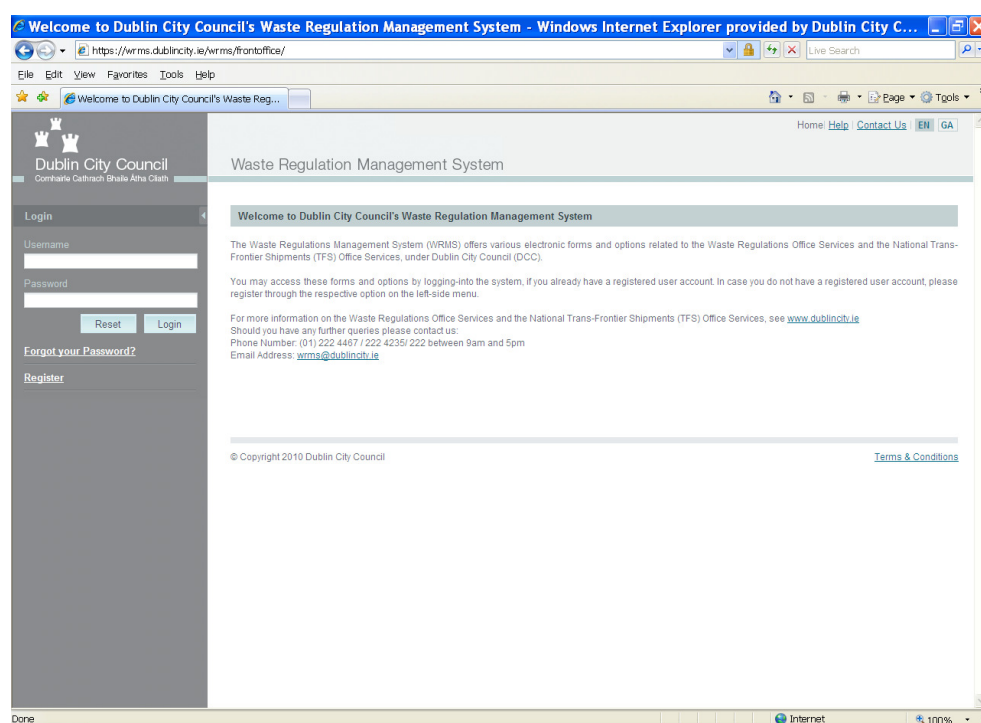 Welcome to Dublin City Council's Waste Regulation Management System - Windows Internet Explorer provided by Dublin City C...
https://wrms.dublincity.ie/wrms/frontoffice/
Live Search
File Edit View Favorites Tools Help
Welcome to Dublin City Council's Waste Reg...
Page Tools
Home| Help | Contact Us | EN GA
Dublin City Council
Comhairle Cathrach Bhaile Átha Cliath
Waste Regulation Management System
Login
Welcome to Dublin City Council's Waste Regulation Management System
Username
The Waste Regulations Management System (WRMS) offers various electronic forms and options related to the Waste Regulations Office Services and the National Trans-
Frontier Shipments (TFS) Office Services, under Dublin City Council (DCC).
Password
You may access these forms and options by logging-into the system, if you already have a registered user account. In case you do not have a registered user account, please
register through the respective option on the left-side menu.
Reset Login
For more information on the Waste Regulations Office Services and the National Trans-Frontier Shipments (TFS) Office Services, see www.dublincity.ie
Should you have any further queries please contact us:
Phone Number: (01) 222 4467 / 222 4235/ 222 between 9am and 5pm
Email Address: wrms@dublincity.ie
Forgot your Password?
Register
© Copyright 2010 Dublin City Council
Terms & Conditions
Done
Internet
100%